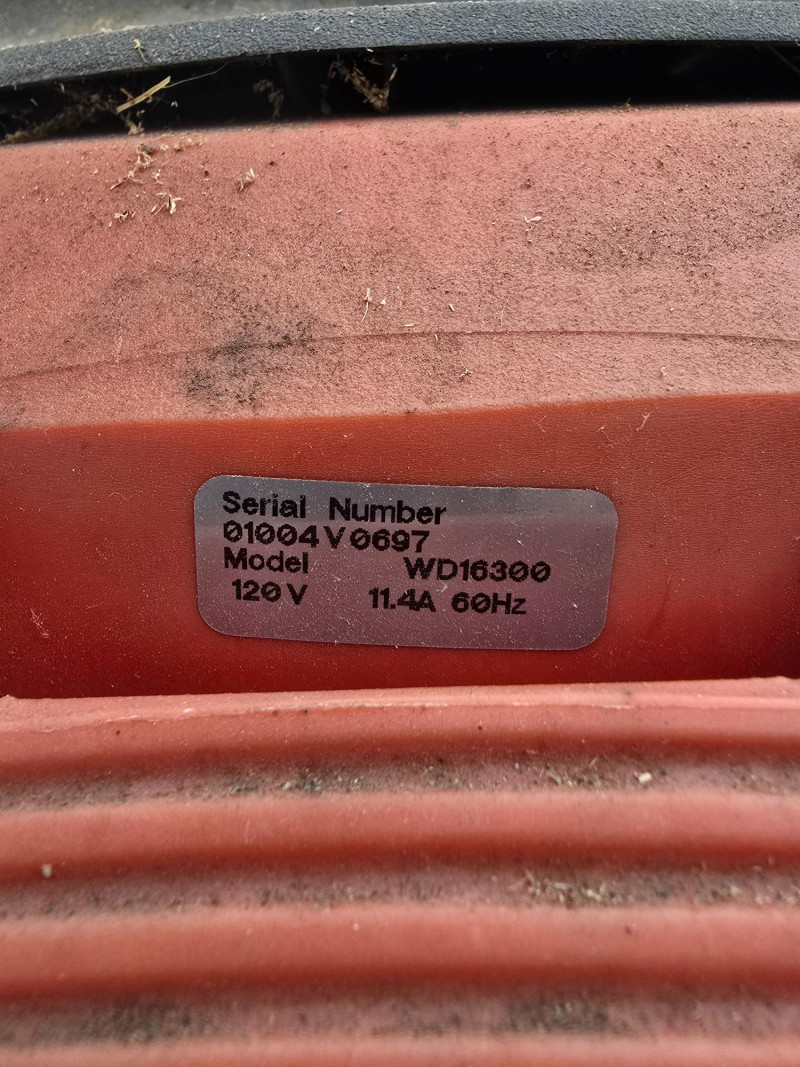 Serial Number
01004V0697
Model WD16300
120V 11.4A 60Hz